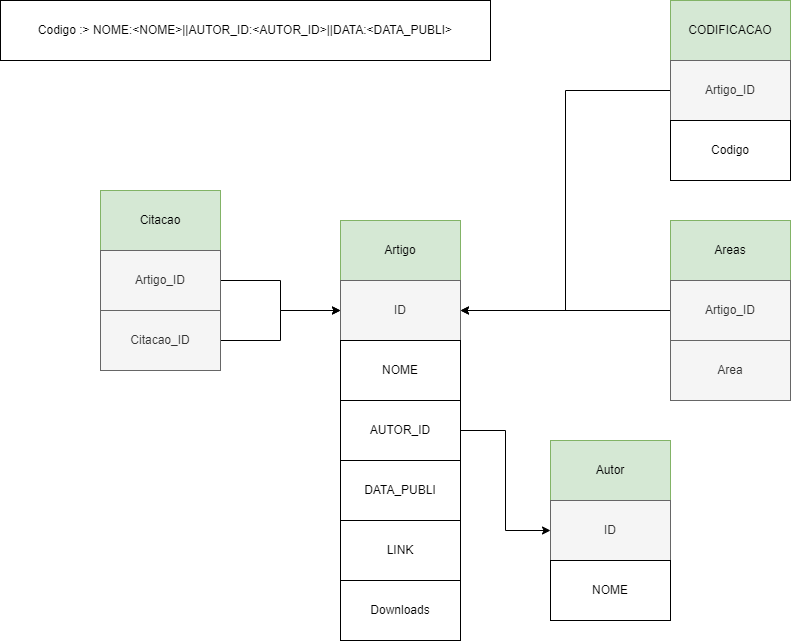 Codigo :> NOME:<NOME>||AUTOR_ID:<AUTOR_ID>||DATA:<DATA_PUBLI>
CODIFICACAO
Artigo_ID
Codigo
Citacao
Artigo_ID
Citacao_ID
Artigo
ID
NOME
AUTOR_ID
DATA_PUBLI
LINK
Downloads
Areas
Artigo_ID
Area
Autor
ID
NOME